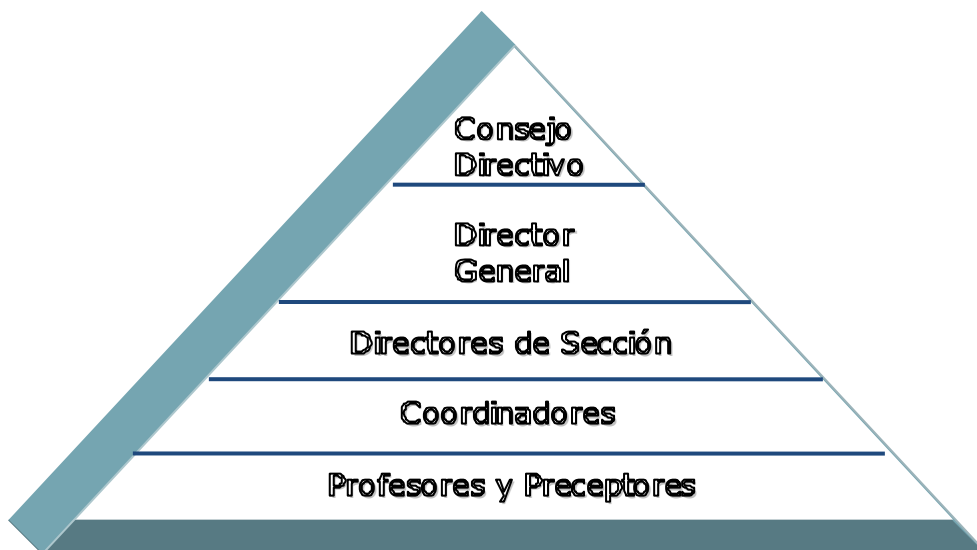 Consejo
Directivo
Director
General
Directores de Sección
Coordinadores
Profesores y Preceptores